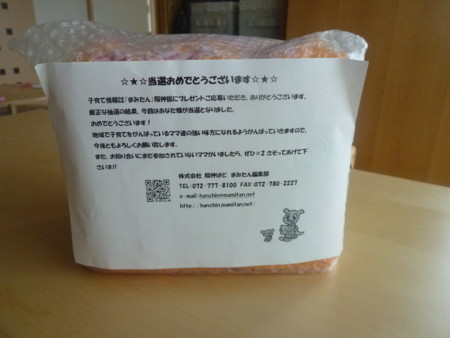 ☆★☆当選おめでとうございます★☆★
子育て情報誌「まみたん」阪神版にプレゼントご応募いただき、ありがとうございます。
厳正な抽選の結果、今回はあなた様が当選となりました。
おめでとうございます！
地域で子育てをがんばっているママ達の強い味方になれるようがんばっていきますので、
今後ともよろしくお願い致します。
また、お知り合いにまだ参加されていないママがいましたら、ぜひ×2 さそってあげて下
さいネ!!
株式会社 阪神ぱど まみたん編集部
TEL:072-777-8100 FAX:072-780-2227
e-mail:hanshin@mamitan.net
http://hanshin.mamitan.net/